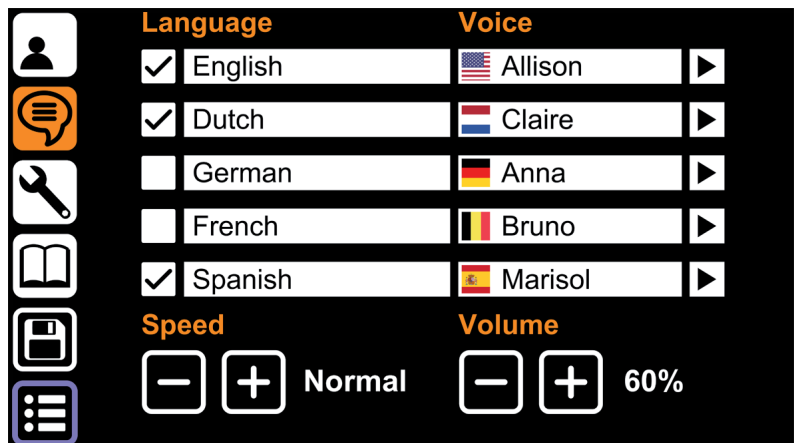 Language Voice
English Allison
Dutch Claire
German Anna
French Bruno
Spanish Marisol
Speed Volume
Normal 60%